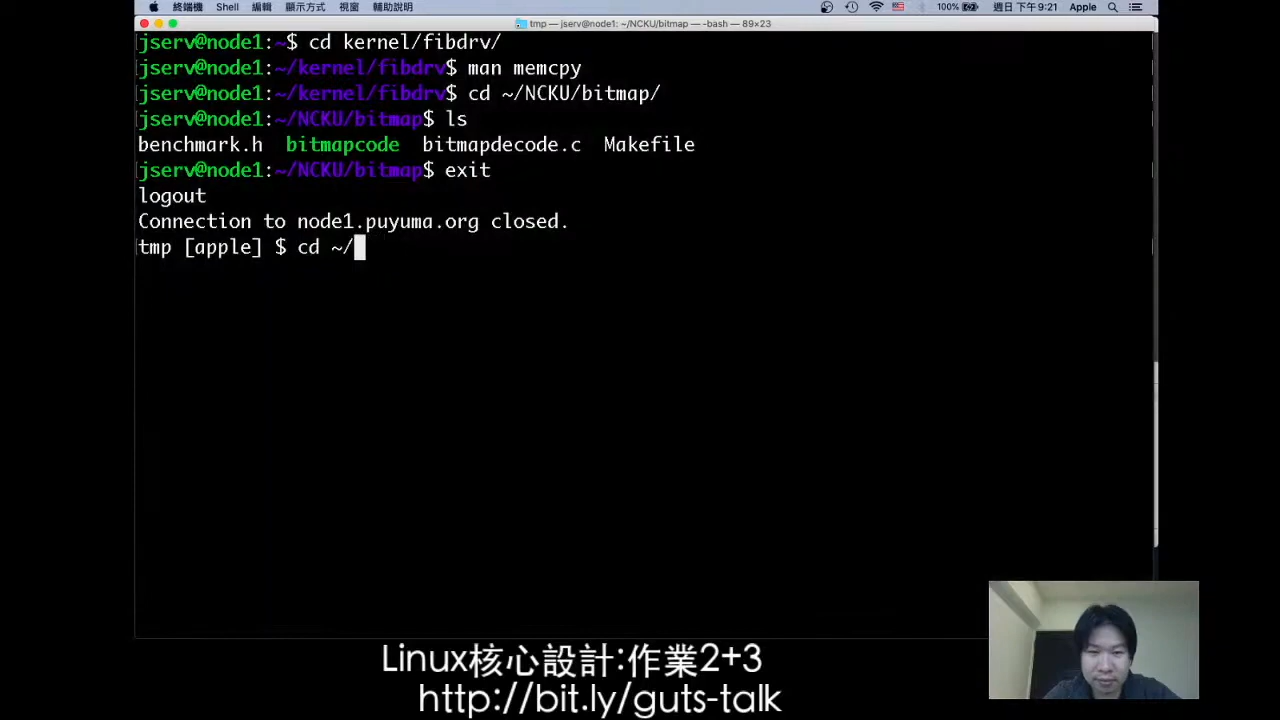 終端機 Shell 編輯 顯示方式 視窗 輔助說明 100% 週日下午9:21 Apple
tmp — jserv@node1: ~/NCKU/bitmap — -bash — 89×23
jserv@node1:~$ cd kernel/fibdrv/
jserv@node1:~/kernel/fibdrv$ man memcpy
jserv@node1:~/kernel/fibdrv$ cd ~/NCKU/bitmap/
jserv@node1:~/NCKU/bitmap$ ls
benchmark.h bitmapcode bitmapdecode.c Makefile
jserv@node1:~/NCKU/bitmap$ exit
logout
Connection to node1.puyuma.org closed.
tmp [apple] $ cd ~/
Linux核心設計:作業2+3
http://bit.ly/guts-talk